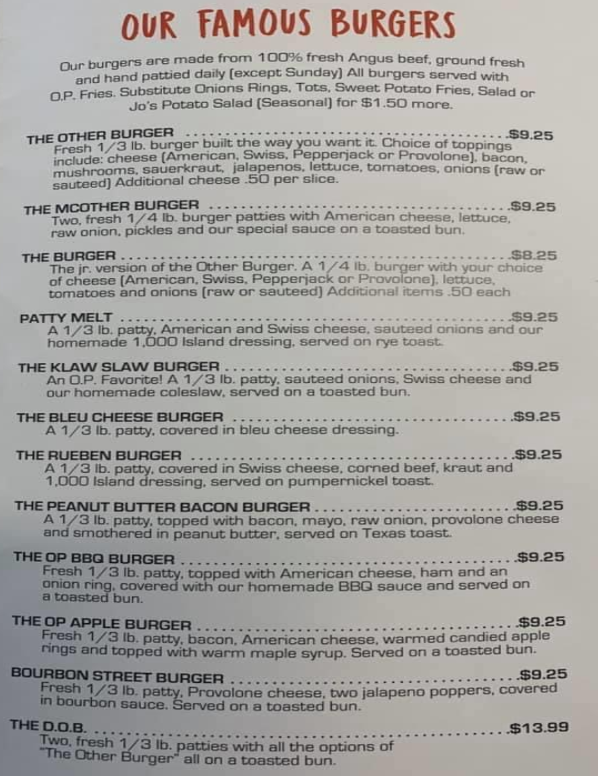 OUR FAMOUS BURGERS
Our burgers are made from 100% fresh Angus beef, ground fresh
and hand pattied daily (except Sunday) All burgers served with
O.P. Fries. Substitute Onions Rings, Tots, Sweet Potato Fries, Salad or
Jo's Potato Salad (Seasonal) for $1.50 more.
THE OTHER BURGER ........................................$9.25
Fresh 1/3 lb. burger built the way you want it. Choice of toppings
include: cheese (American, Swiss, Pepperjack or Provolone), bacon,
mushrooms, sauerkraut, jalapenos, lettuce, tomatoes, onions (raw or
sauteed) Additional cheese .50 per slice.
THE MCOTHER BURGER .....................................$9.25
Two, fresh 1/4 lb. burger patties with American cheese, lettuce,
raw onion, pickles and our special sauce on a toasted bun.
THE BURGER ................................................$8.25
The jr. version of the Other Burger. A 1/4 lb. burger with your choice
of cheese (American, Swiss, Pepperjack or Provolone), lettuce,
tomatoes and onions (raw or sauteed) Additional items .50 each
PATTY MELT ................................................$9.25
A 1/3 lb. patty, American and Swiss cheese, sauteed onions and our
homemade 1,000 Island dressing, served on rye toast.
THE KLAW SLAW BURGER ...................................$9.25
An O.P. Favorite! A 1/3 lb. patty, sauteed onions, Swiss cheese and
our homemade coleslaw, served on a toasted bun.
THE BLEU CHEESE BURGER ..................................$9.25
A 1/3 lb. patty, covered in bleu cheese dressing.
THE RUEBEN BURGER .......................................$9.25
A 1/3 lb. patty, covered in Swiss cheese, corned beef, kraut and
1,000 Island dressing, served on pumpernickel toast.
THE PEANUT BUTTER BACON BURGER ........................$9.25
A 1/3 lb. patty, topped with bacon, mayo, raw onion, provolone cheese
and smothered in peanut butter, served on Texas toast.
THE OP BBQ BURGER .......................................$9.25
Fresh 1/3 lb. patty, topped with American cheese, ham and an
onion ring, covered with our homemade BBQ sauce and served on
a toasted bun.
THE OP APPLE BURGER .....................................$9.25
Fresh 1/3 lb. patty, bacon, American cheese, warmed candied apple
rings and topped with warm maple syrup. Served on a toasted bun.
BOURBON STREET BURGER ..................................$9.25
Fresh 1/3 lb. patty, Provolone cheese, two jalapeno poppers, covered
in bourbon sauce. Served on a toasted bun.
THE D.O.B. .................................................$13.99
Two, fresh 1/3 lb. patties with all the options of
"The Other Burger" all on a toasted bun.